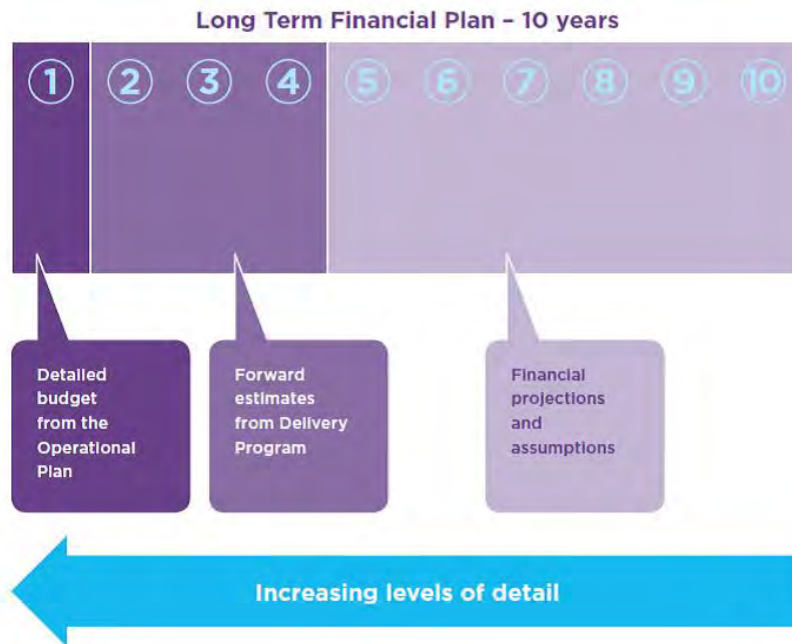 Long Term Financial Plan – 10 years
1 2 3 4 5 6 7 8 9 10
Detailed
budget
from the
Operational
Plan
Forward
estimates
from Delivery
Program
Financial
projections
and
assumptions
Increasing levels of detail